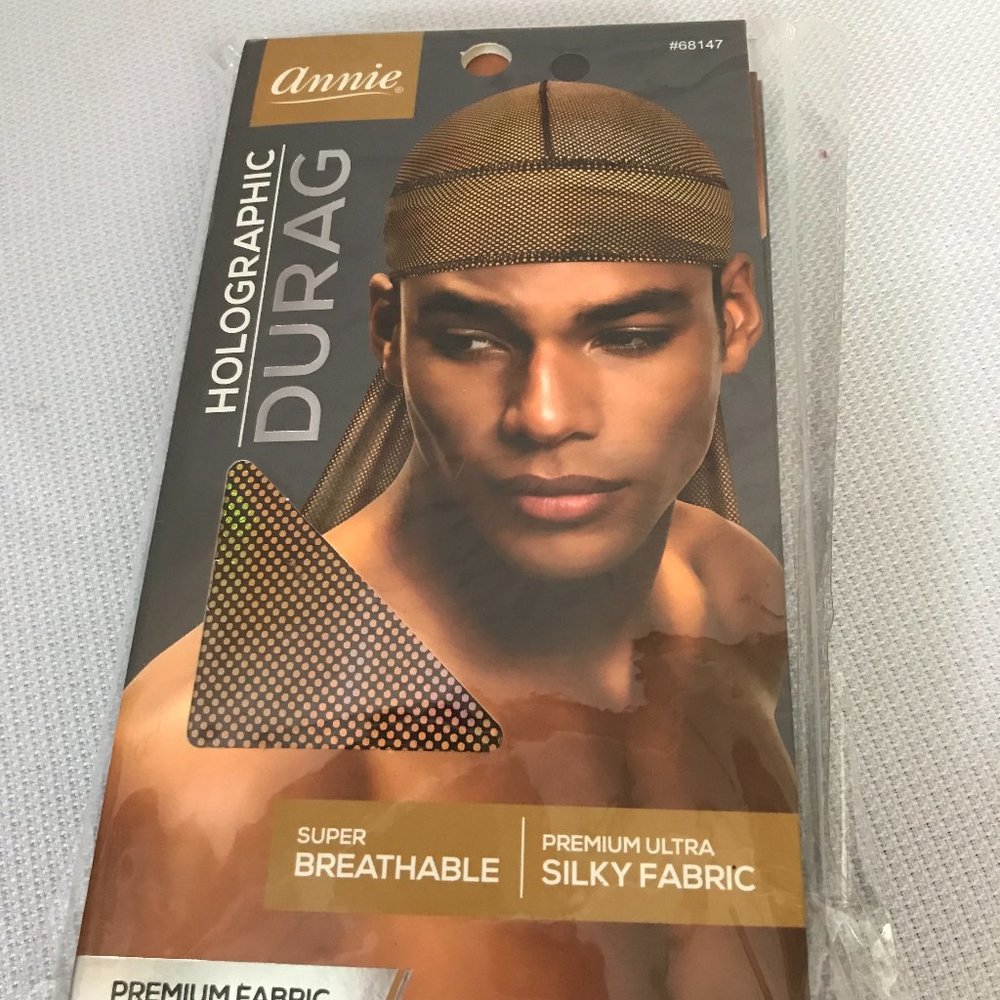 annie®
#68147
HOLOGRAPHIC
DURAG
SUPER
BREATHABLE
PREMIUM ULTRA
SILKY FABRIC
PREMIUM FABRIC